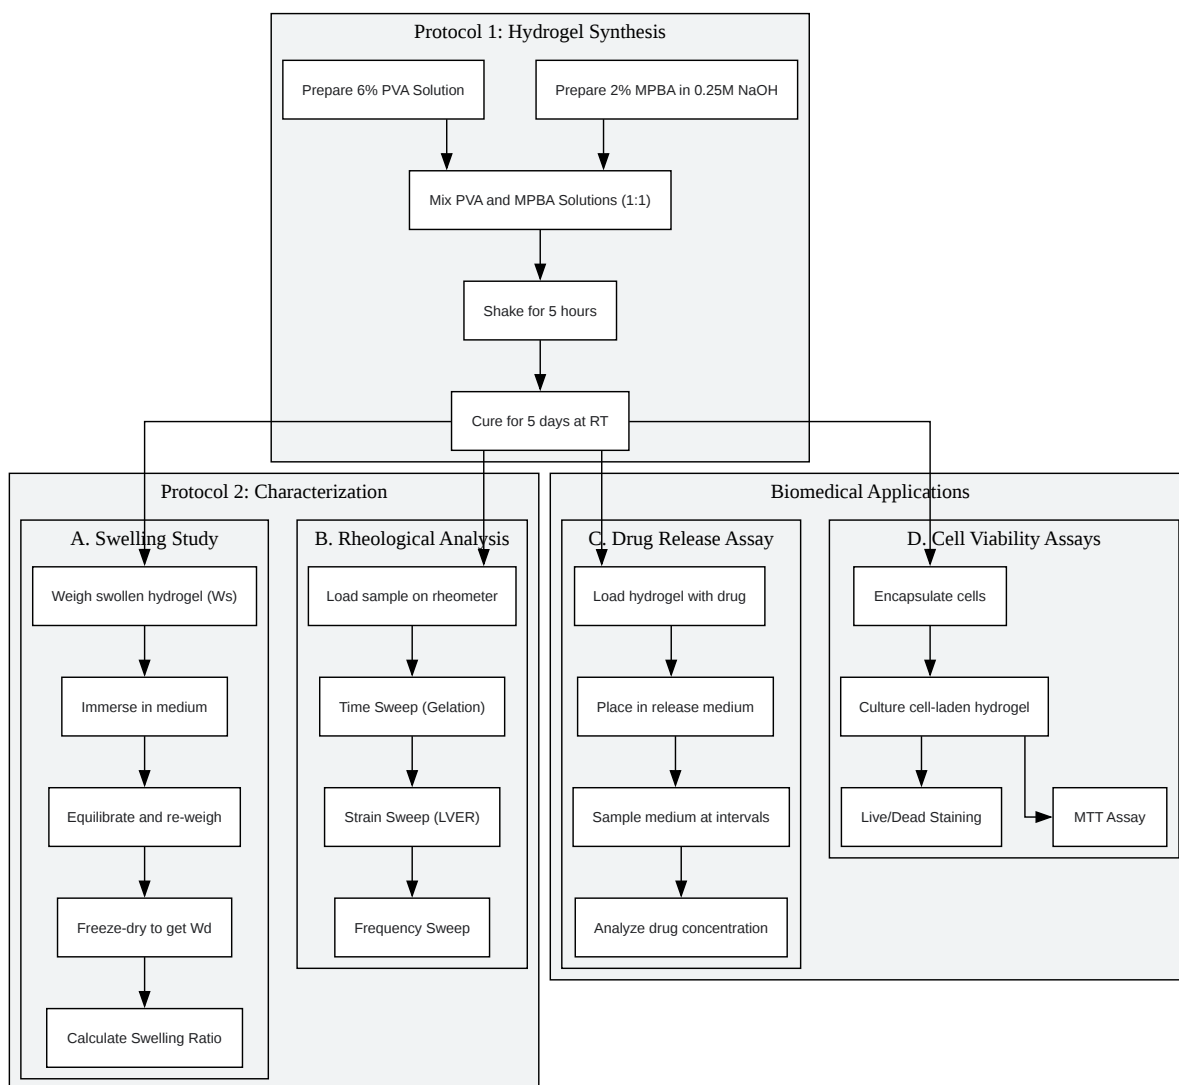 Protocol 1: Hydrogel Synthesis
Prepare 6% PVA Solution
Prepare 2% MPBA in 0.25M NaOH
Mix PVA and MPBA Solutions (1:1)
Shake for 5 hours
Cure for 5 days at RT
Protocol 2: Characterization
A. Swelling Study
Weigh swollen hydrogel (Ws)
Immerse in medium
Equilibrate and re-weigh
Freeze-dry to get Wd
Calculate Swelling Ratio
B. Rheological Analysis
Load sample on rheometer
Time Sweep (Gelation)
Strain Sweep (LVER)
Frequency Sweep
Biomedical Applications
C. Drug Release Assay
Load hydrogel with drug
Place in release medium
Sample medium at intervals
Analyze drug concentration
D. Cell Viability Assays
Encapsulate cells
Culture cell-laden hydrogel
Live/Dead Staining
MTT Assay